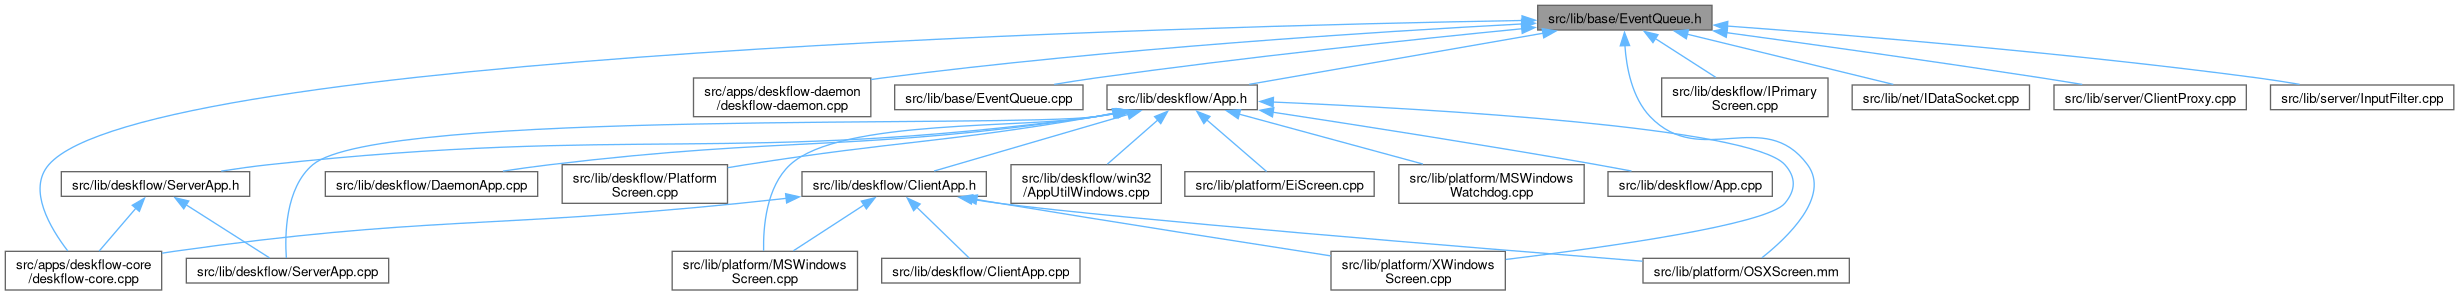 src/lib/base/EventQueue.h
src/apps/deskflow-daemon
/deskflow-daemon.cpp
src/lib/base/EventQueue.cpp
src/lib/deskflow/App.h
src/lib/deskflow/IPrimary
Screen.cpp
src/lib/net/IDataSocket.cpp
src/lib/server/ClientProxy.cpp
src/lib/server/InputFilter.cpp
src/lib/deskflow/ServerApp.h
src/lib/deskflow/DaemonApp.cpp
src/lib/deskflow/Platform
Screen.cpp
src/lib/deskflow/ClientApp.h
src/lib/deskflow/win32
/AppUtilWindows.cpp
src/lib/platform/EiScreen.cpp
src/lib/platform/MSWindows
Watchdog.cpp
src/lib/deskflow/App.cpp
src/apps/deskflow-core
/deskflow-core.cpp
src/lib/deskflow/ServerApp.cpp
src/lib/platform/MSWindows
Screen.cpp
src/lib/deskflow/ClientApp.cpp
src/lib/platform/XWindows
Screen.cpp
src/lib/platform/OSXScreen.mm